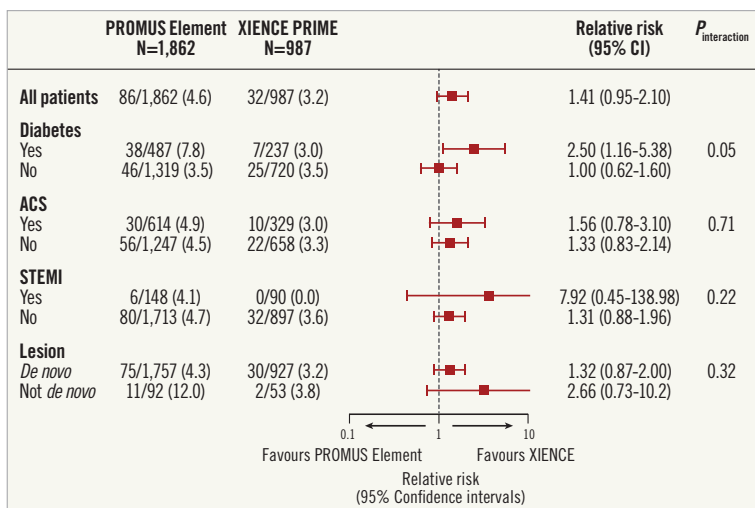 PROMUS Element XIENCE PRIME Relative risk P interaction
N=1,862 N=987 (95% CI)
All patients 86/1,862 (4.6) 32/987 (3.2) 1.41 (0.95-2.10)
Diabetes
Yes 38/487 (7.8) 7/237 (3.0) 2.50 (1.16-5.38) 0.05
No 46/1,319 (3.5) 25/720 (3.5) 1.00 (0.62-1.60)
ACS
Yes 30/614 (4.9) 10/329 (3.0) 1.56 (0.78-3.10) 0.71
No 56/1,247 (4.5) 22/658 (3.3) 1.33 (0.83-2.14)
STEMI
Yes 6/148 (4.1) 0/90 (0.0) 7.92 (0.45-138.98) 0.22
No 80/1,713 (4.7) 32/897 (3.6) 1.31 (0.88-1.96)
Lesion
De novo 75/1,757 (4.3) 30/927 (3.2) 1.32 (0.87-2.00) 0.32
Not de novo 11/92 (12.0) 2/53 (3.8) 2.66 (0.73-10.2)
0.1 1 10
Favours PROMUS Element Favours XIENCE
Relative risk
(95% Confidence intervals)